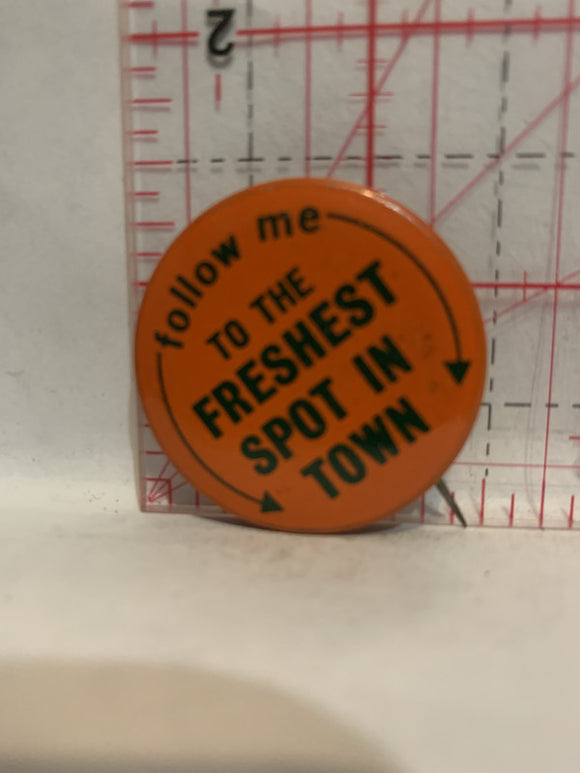 2
follow me
TO THE
FRESHEST
SPOT IN
TOWN